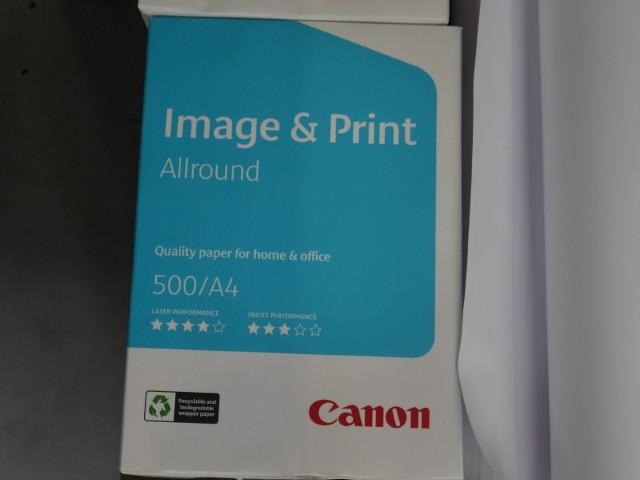 Image & Print
Allround
Quality paper for home & office
500/A4
LASER PERFORMANCE INKJET PERFORMANCE
Recyclable and
biodegradable
wrapper paper
Canon